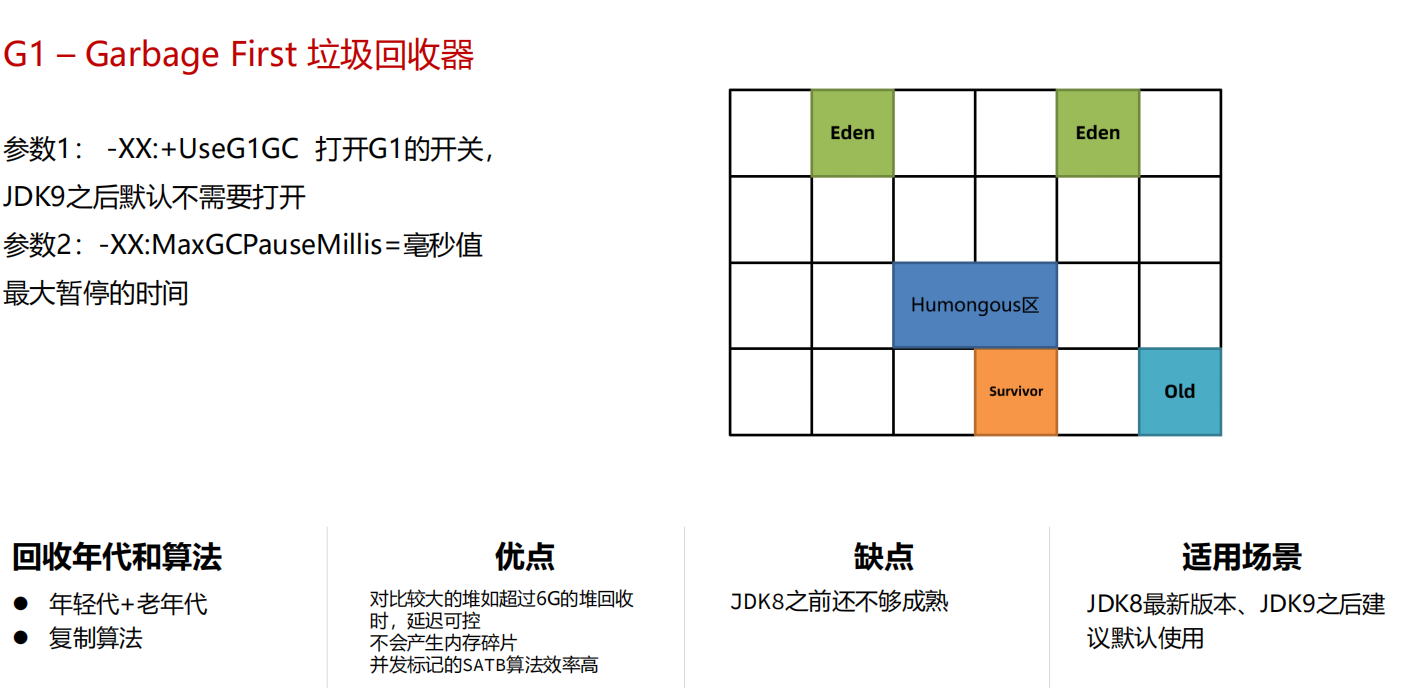 G1 – Garbage First 垃圾回收器
参数1： -XX:+UseG1GC 打开G1的开关，
JDK9之后默认不需要打开
参数2：-XX:MaxGCPauseMillis=毫秒值
最大暂停的时间
Eden
Eden
Humongous区
Survivor
Old
回收年代和算法
● 年轻代+老年代
● 复制算法
优点
对比较大的堆如超过6G的堆回收
时，延迟可控
不会产生内存碎片
并发标记的SATB算法效率高
缺点
JDK8之前还不够成熟
适用场景
JDK8最新版本、JDK9之后建
议默认使用